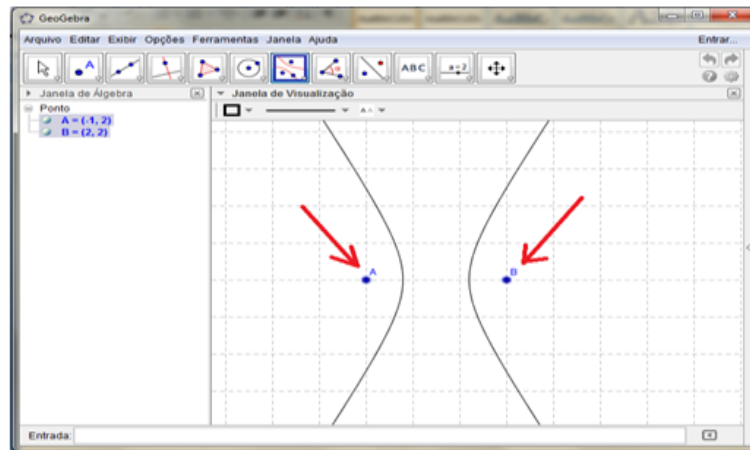 GeoGebra
Arquivo Editar Exibir Opções Ferramentas Janela Ajuda Entrar...
A ABC a=2
Janela de Álgebra Janela de Visualização
Ponto
A = (-1, 2)
B = (2, 2)
A B
Entrada: